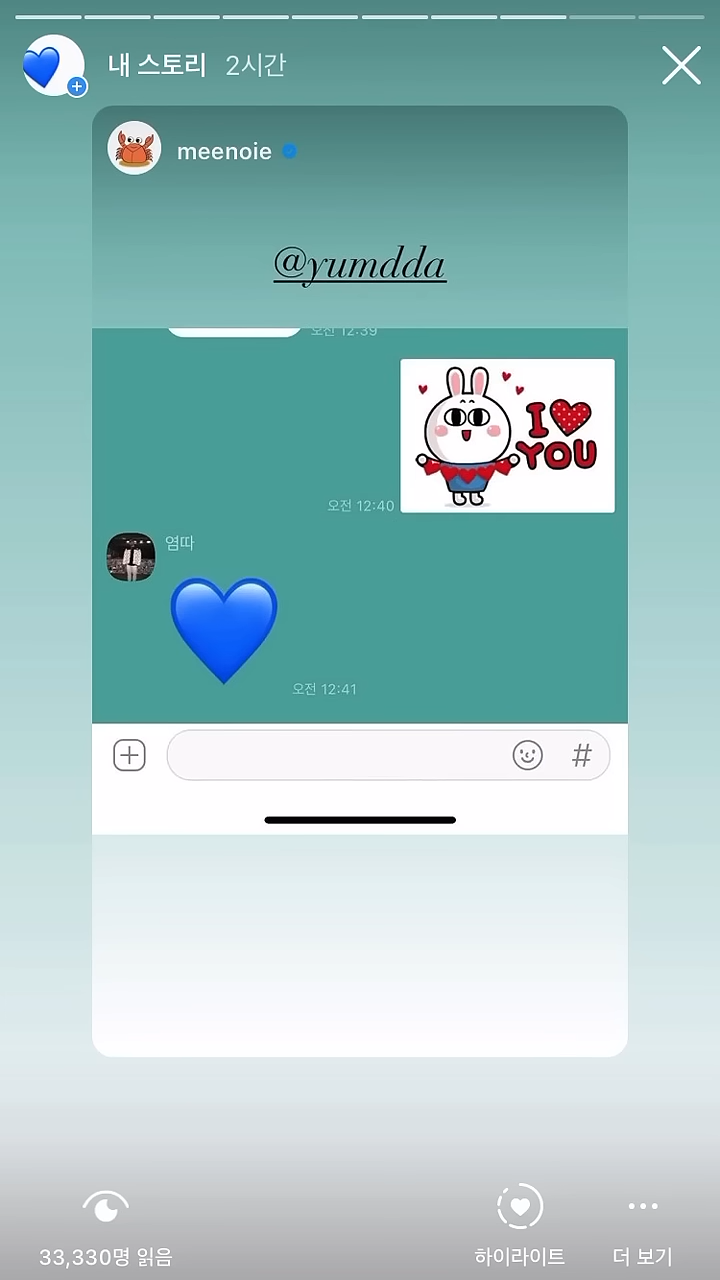 내 스토리 2시간
meenoie
@yumdda
오전 12:39
I
YOU
오전 12:40
염따
오전 12:41
#
33,330명 읽음
하이라이트
더 보기